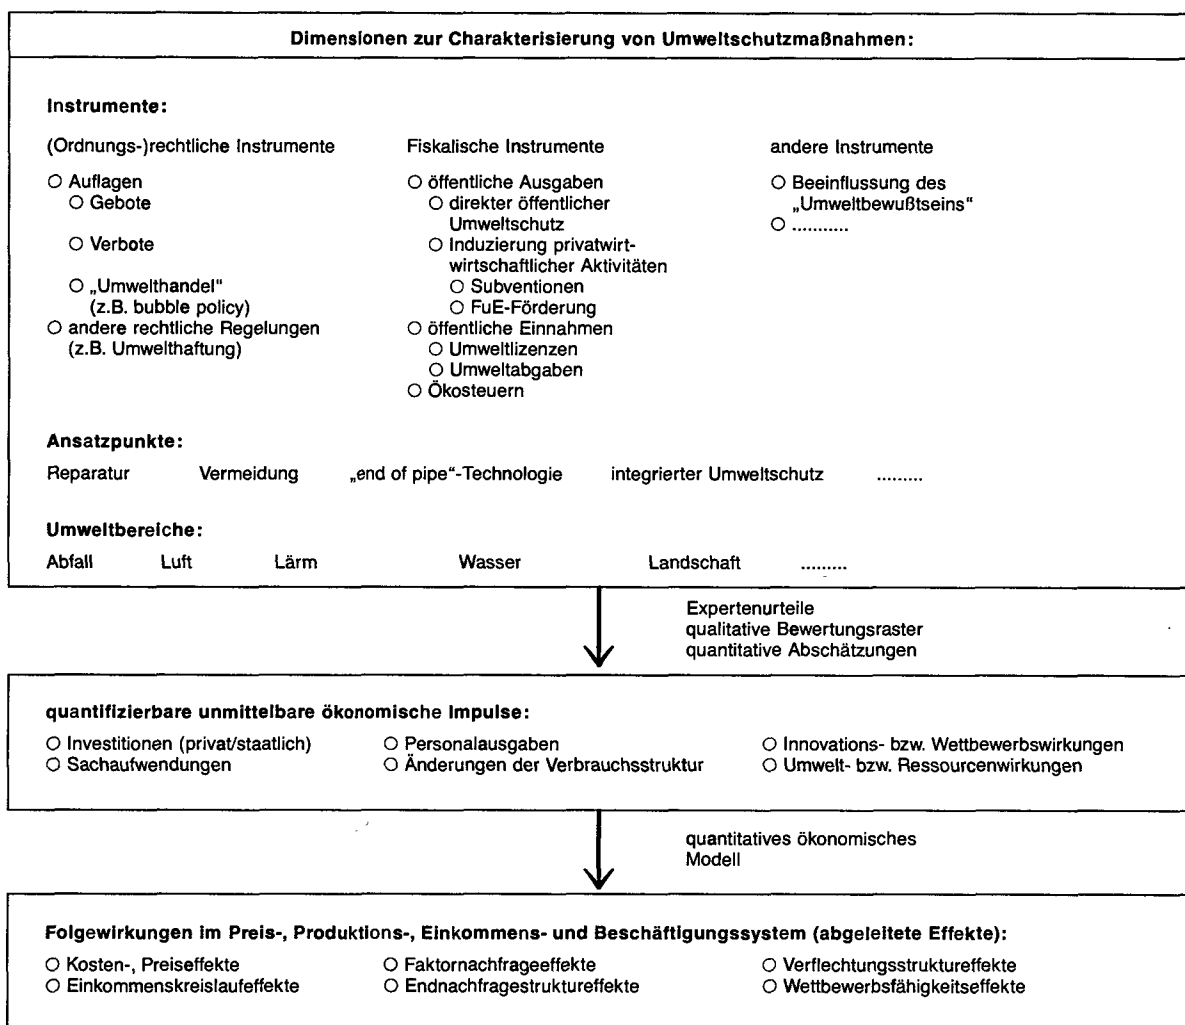 Dimensionen zur Charakterisierung von Umweltschutzmaßnahmen:
Instrumente:
(Ordnungs-)rechtliche Instrumente
○ Auflagen
○ Gebote
○ Verbote
○ „Umwelthandel"
(z.B. bubble policy)
○ andere rechtliche Regelungen
(z.B. Umwelthaftung)
Fiskalische Instrumente
○ öffentliche Ausgaben
○ direkter öffentlicher
Umweltschutz
○ Induzierung privatwirt-
wirtschaftlicher Aktivitäten
○ Subventionen
○ FuE-Förderung
○ öffentliche Einnahmen
○ Umweltlizenzen
○ Umweltabgaben
○ Ökosteuern
andere Instrumente
○ Beeinflussung des
„Umweltbewußtseins"
○ ...........
Ansatzpunkte:
Reparatur Vermeidung „end of pipe"-Technologie integrierter Umweltschutz .........
Umweltbereiche:
Abfall Luft Lärm Wasser Landschaft .........
Expertenurteile
qualitative Bewertungsraster
quantitative Abschätzungen
quantifizierbare unmittelbare ökonomische Impulse:
○ Investitionen (privat/staatlich) ○ Personalausgaben ○ Innovations- bzw. Wettbewerbswirkungen
○ Sachaufwendungen ○ Änderungen der Verbrauchsstruktur ○ Umwelt- bzw. Ressourcenwirkungen
quantitatives ökonomisches
Modell
Folgewirkungen im Preis-, Produktions-, Einkommens- und Beschäftigungssystem (abgeleitete Effekte):
○ Kosten-, Preiseffekte ○ Faktornachfrageeffekte ○ Verflechtungsstruktureffekte
○ Einkommenskreislaufeffekte ○ Endnachfragestruktureffekte ○ Wettbewerbsfähigkeitseffekte